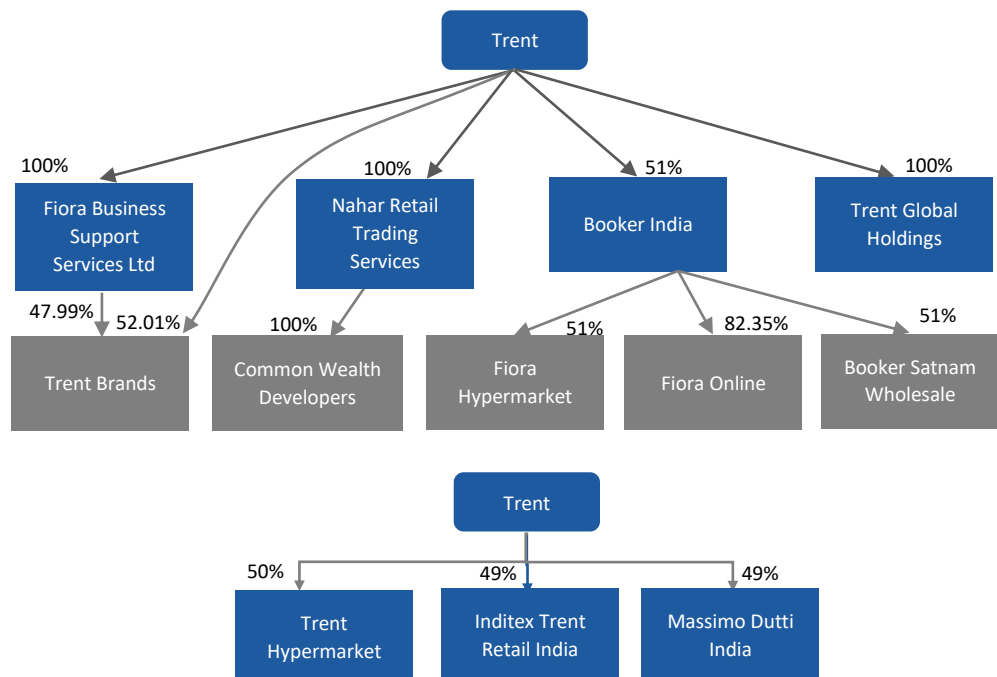 Trent
100%
100%
51%
100%
Fiora Business
Support
Services Ltd
Nahar Retail
Trading
Services
Booker India
Trent Global
Holdings
47.99%
52.01%
100%
51%
82.35%
51%
Trent Brands
Common Wealth
Developers
Fiora
Hypermarket
Fiora Online
Booker Satnam
Wholesale
Trent
50%
49%
49%
Trent
Hypermarket
Inditex Trent
Retail India
Massimo Dutti
India